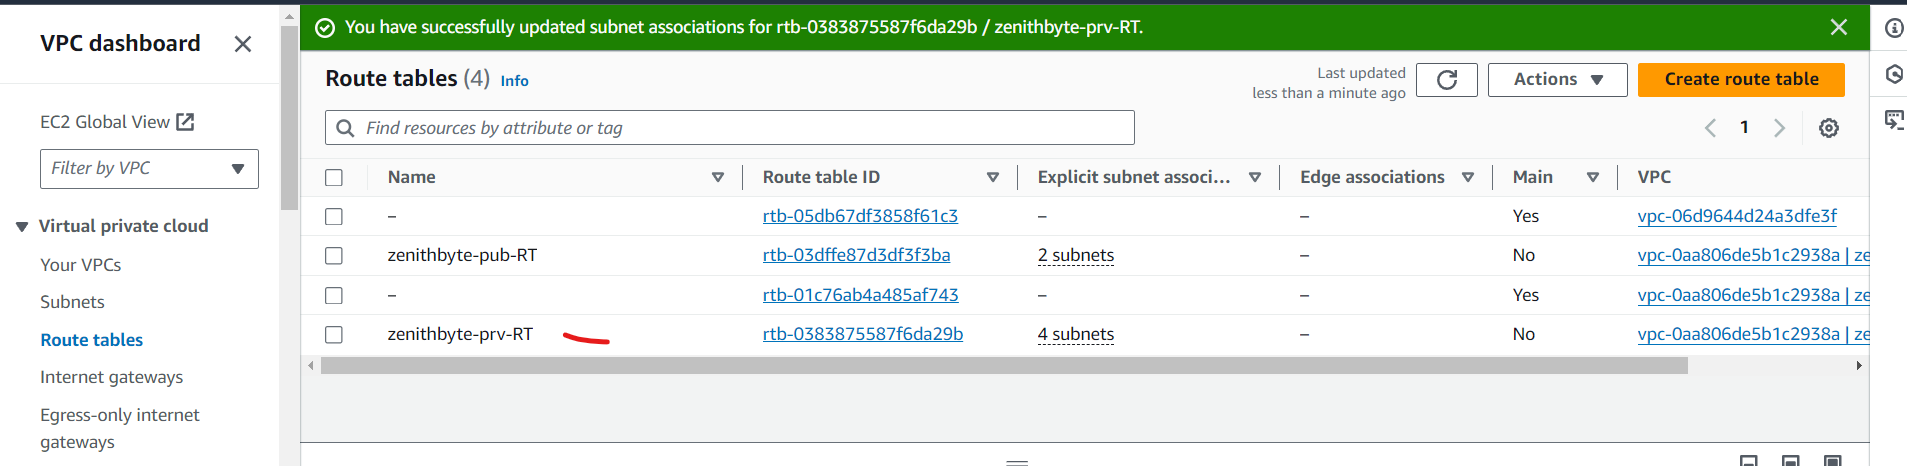 VPC dashboard
EC2 Global View
Filter by VPC
Virtual private cloud
Your VPCs
Subnets
Route tables
Internet gateways
Egress-only internet
gateways
You have successfully updated subnet associations for rtb-0383875587f6da29b / zenithbyte-prv-RT.
Route tables (4) Info
Last updated
less than a minute ago
Actions
Create route table
Find resources by attribute or tag
1
Name Route table ID Explicit subnet associ... Edge associations Main VPC
– rtb-05db67df3858f61c3 – – Yes vpc-06d9644d24a3dfe3f
zenithbyte-pub-RT rtb-03dffe87d3df3f3ba 2 subnets – No vpc-0aa806de5b1c2938a | ze
– rtb-01c76ab4a485af743 – – Yes vpc-0aa806de5b1c2938a | ze
zenithbyte-prv-RT rtb-0383875587f6da29b 4 subnets – No vpc-0aa806de5b1c2938a | ze